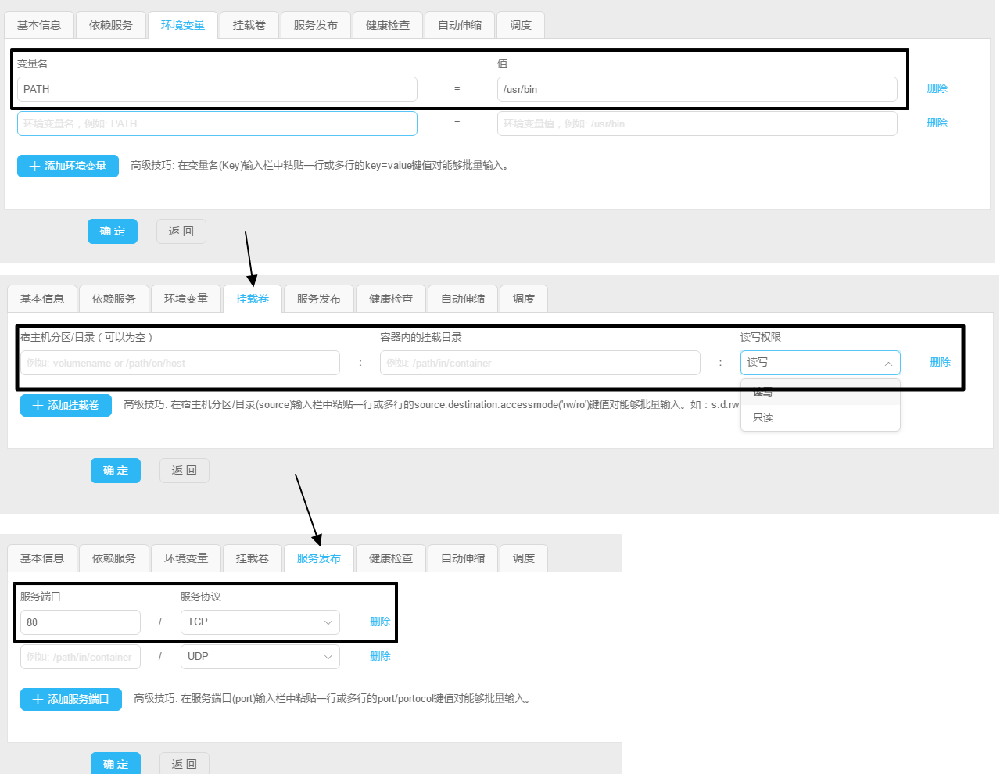 基本信息 依赖服务 环境变量 挂载卷 服务发布 健康检查 自动伸缩 调度
变量名 值
PATH = /usr/bin 删除
环境变量名，例如: PATH = 环境变量值，例如: /usr/bin 删除
添加环境变量 高级技巧: 在变量名(Key)输入栏中粘贴一行或多行的key=value键值对能够批量输入。
确 定 返 回
基本信息 依赖服务 环境变量 挂载卷 服务发布 健康检查 自动伸缩 调度
宿主机分区/目录（可以为空） 容器内的挂载目录 读写权限
例如: volumename or /path/on/host : 例如: /path/in/container : 读写 删除
读写
添加挂载卷 高级技巧: 在宿主机分区/目录(source)输入栏中粘贴一行或多行的source:destination:accessmode('rw/ro')键值对能够批量输入。如：s:d:rw
只读
确 定 返 回
基本信息 依赖服务 环境变量 挂载卷 服务发布 健康检查 自动伸缩 调度
服务端口 服务协议
80 / TCP 删除
例如: /path/in/container / UDP 删除
添加服务端口 高级技巧: 在服务端口(port)输入栏中粘贴一行或多行的port/portocol键值对能够批量输入。
确 定 返 回